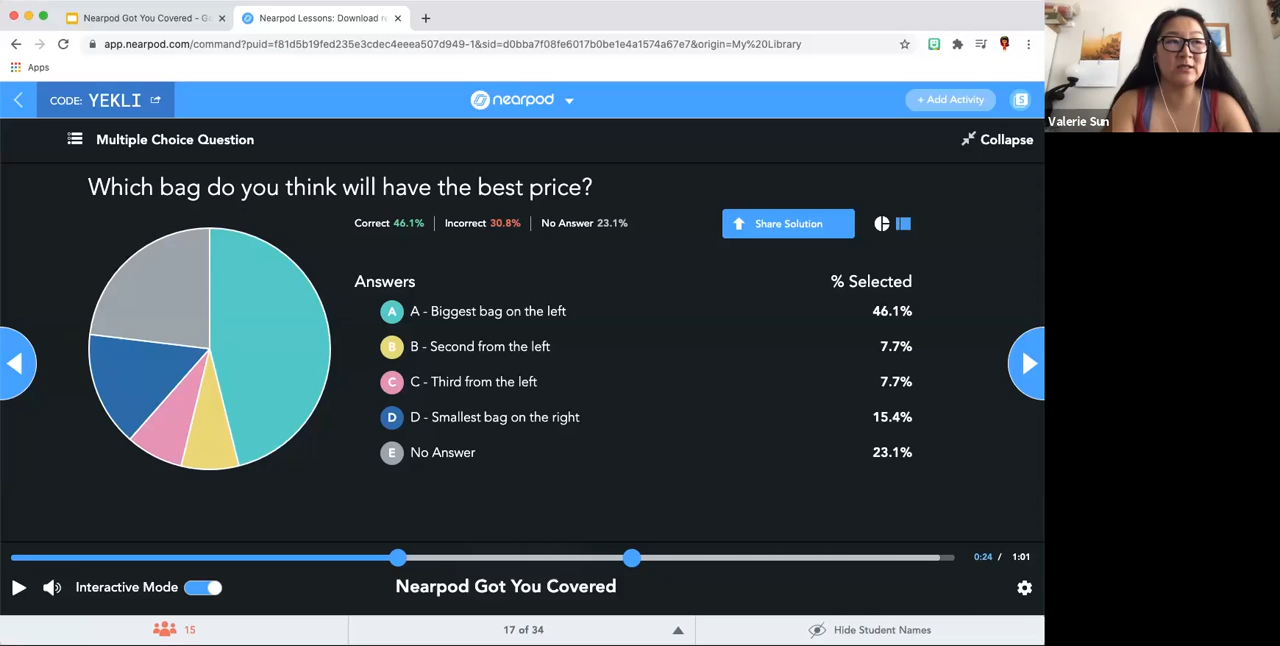 Nearpod Got You Covered - G
Nearpod Lessons: Download r
app.nearpod.com/command?puid=f81d5b19fed235e3cdec4eeea507d949-1&sid=d0bba7f08fe6017b0be1e4a1574a67e7&origin=My%20Library
Apps
CODE: YEKLI
nearpod
+ Add Activity
S
Valerie Sun
Multiple Choice Question
Collapse
Which bag do you think will have the best price?
Correct 46.1% Incorrect 30.8% No Answer 23.1%
Share Solution
Answers % Selected
A A - Biggest bag on the left 46.1%
B B - Second from the left 7.7%
C C - Third from the left 7.7%
D D - Smallest bag on the right 15.4%
E No Answer 23.1%
0:24 / 1:01
Interactive Mode
Nearpod Got You Covered
15
17 of 34
Hide Student Names